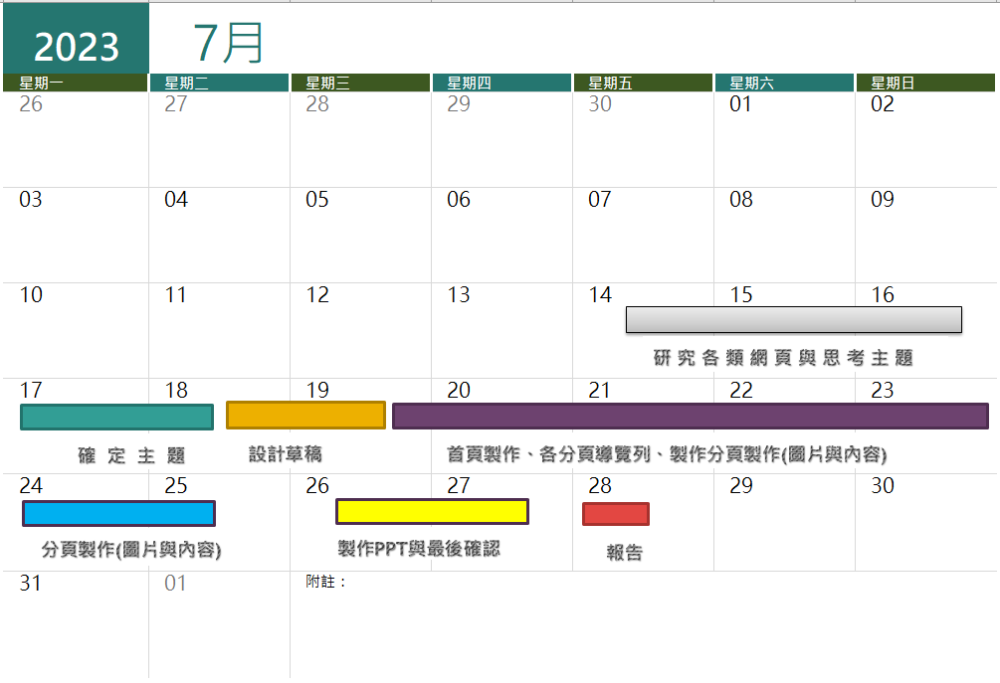 2023 7月
星期一 星期二 星期三 星期四 星期五 星期六 星期日
26 27 28 29 30 01 02
03 04 05 06 07 08 09
10 11 12 13 14 15 16
研究各類網頁與思考主題
17 18 19 20 21 22 23
確定主題 設計草稿 首頁製作、各分頁導覽列、製作分頁製作(圖片與內容)
24 25 26 27 28 29 30
分頁製作(圖片與內容) 製作PPT與最後確認 報告
31 01 附註：